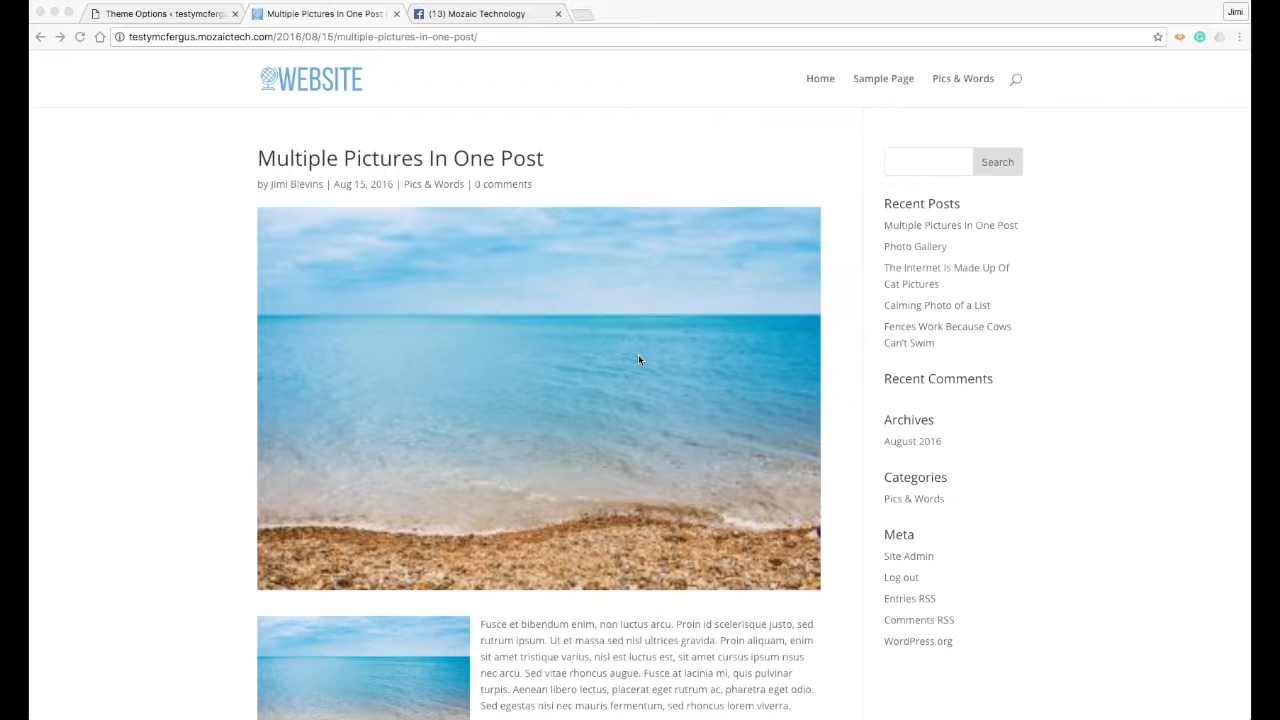 Theme Options ‹ testymcferg
Multiple Pictures In One Post
(13) Mozaic Technology
Jimi
testymcfergus.mozaictech.com/2016/08/15/multiple-pictures-in-one-post/
WEBSITE
Home
Sample Page
Pics & Words
Multiple Pictures In One Post
by Jimi Blevins | Aug 15, 2016 | Pics & Words | 0 comments
Fusce et bibendum enim, non luctus arcu. Proin id scelerisque justo, sed
rutrum ipsum. Ut et massa sed nisl ultrices gravida. Proin aliquam, enim
sit amet tristique varius, nisl est luctus est, sit amet cursus ipsum risus
nec arcu. Sed vitae rhoncus augue. Fusce at lacinia mi, quis pulvinar
turpis. Aenean libero lectus, placerat eget rutrum ac, pharetra eget odio.
Sed egestas nisi nec mauris fermentum, sed rhoncus lorem viverra.
Search
Recent Posts
Multiple Pictures In One Post
Photo Gallery
The Internet Is Made Up Of
Cat Pictures
Calming Photo of a List
Fences Work Because Cows
Can't Swim
Recent Comments
Archives
August 2016
Categories
Pics & Words
Meta
Site Admin
Log out
Entries RSS
Comments RSS
WordPress.org